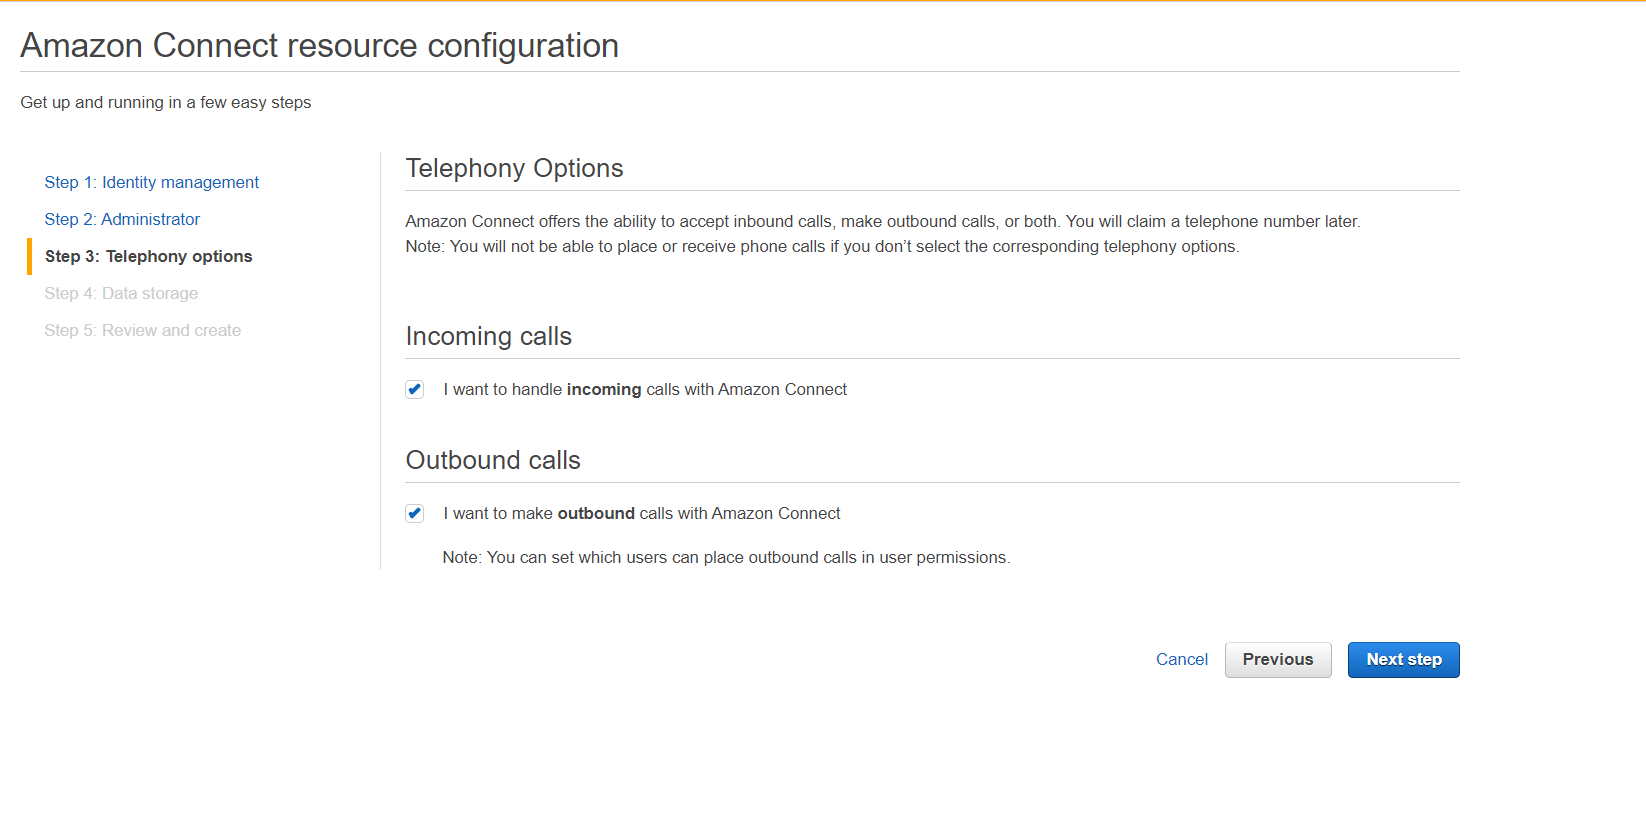 Amazon Connect resource configuration
Get up and running in a few easy steps
Step 1: Identity management
Step 2: Administrator
Step 3: Telephony options
Step 4: Data storage
Step 5: Review and create
Telephony Options
Amazon Connect offers the ability to accept inbound calls, make outbound calls, or both. You will claim a telephone number later.
Note: You will not be able to place or receive phone calls if you don’t select the corresponding telephony options.
Incoming calls
I want to handle incoming calls with Amazon Connect
Outbound calls
I want to make outbound calls with Amazon Connect
Note: You can set which users can place outbound calls in user permissions.
Cancel
Previous
Next step